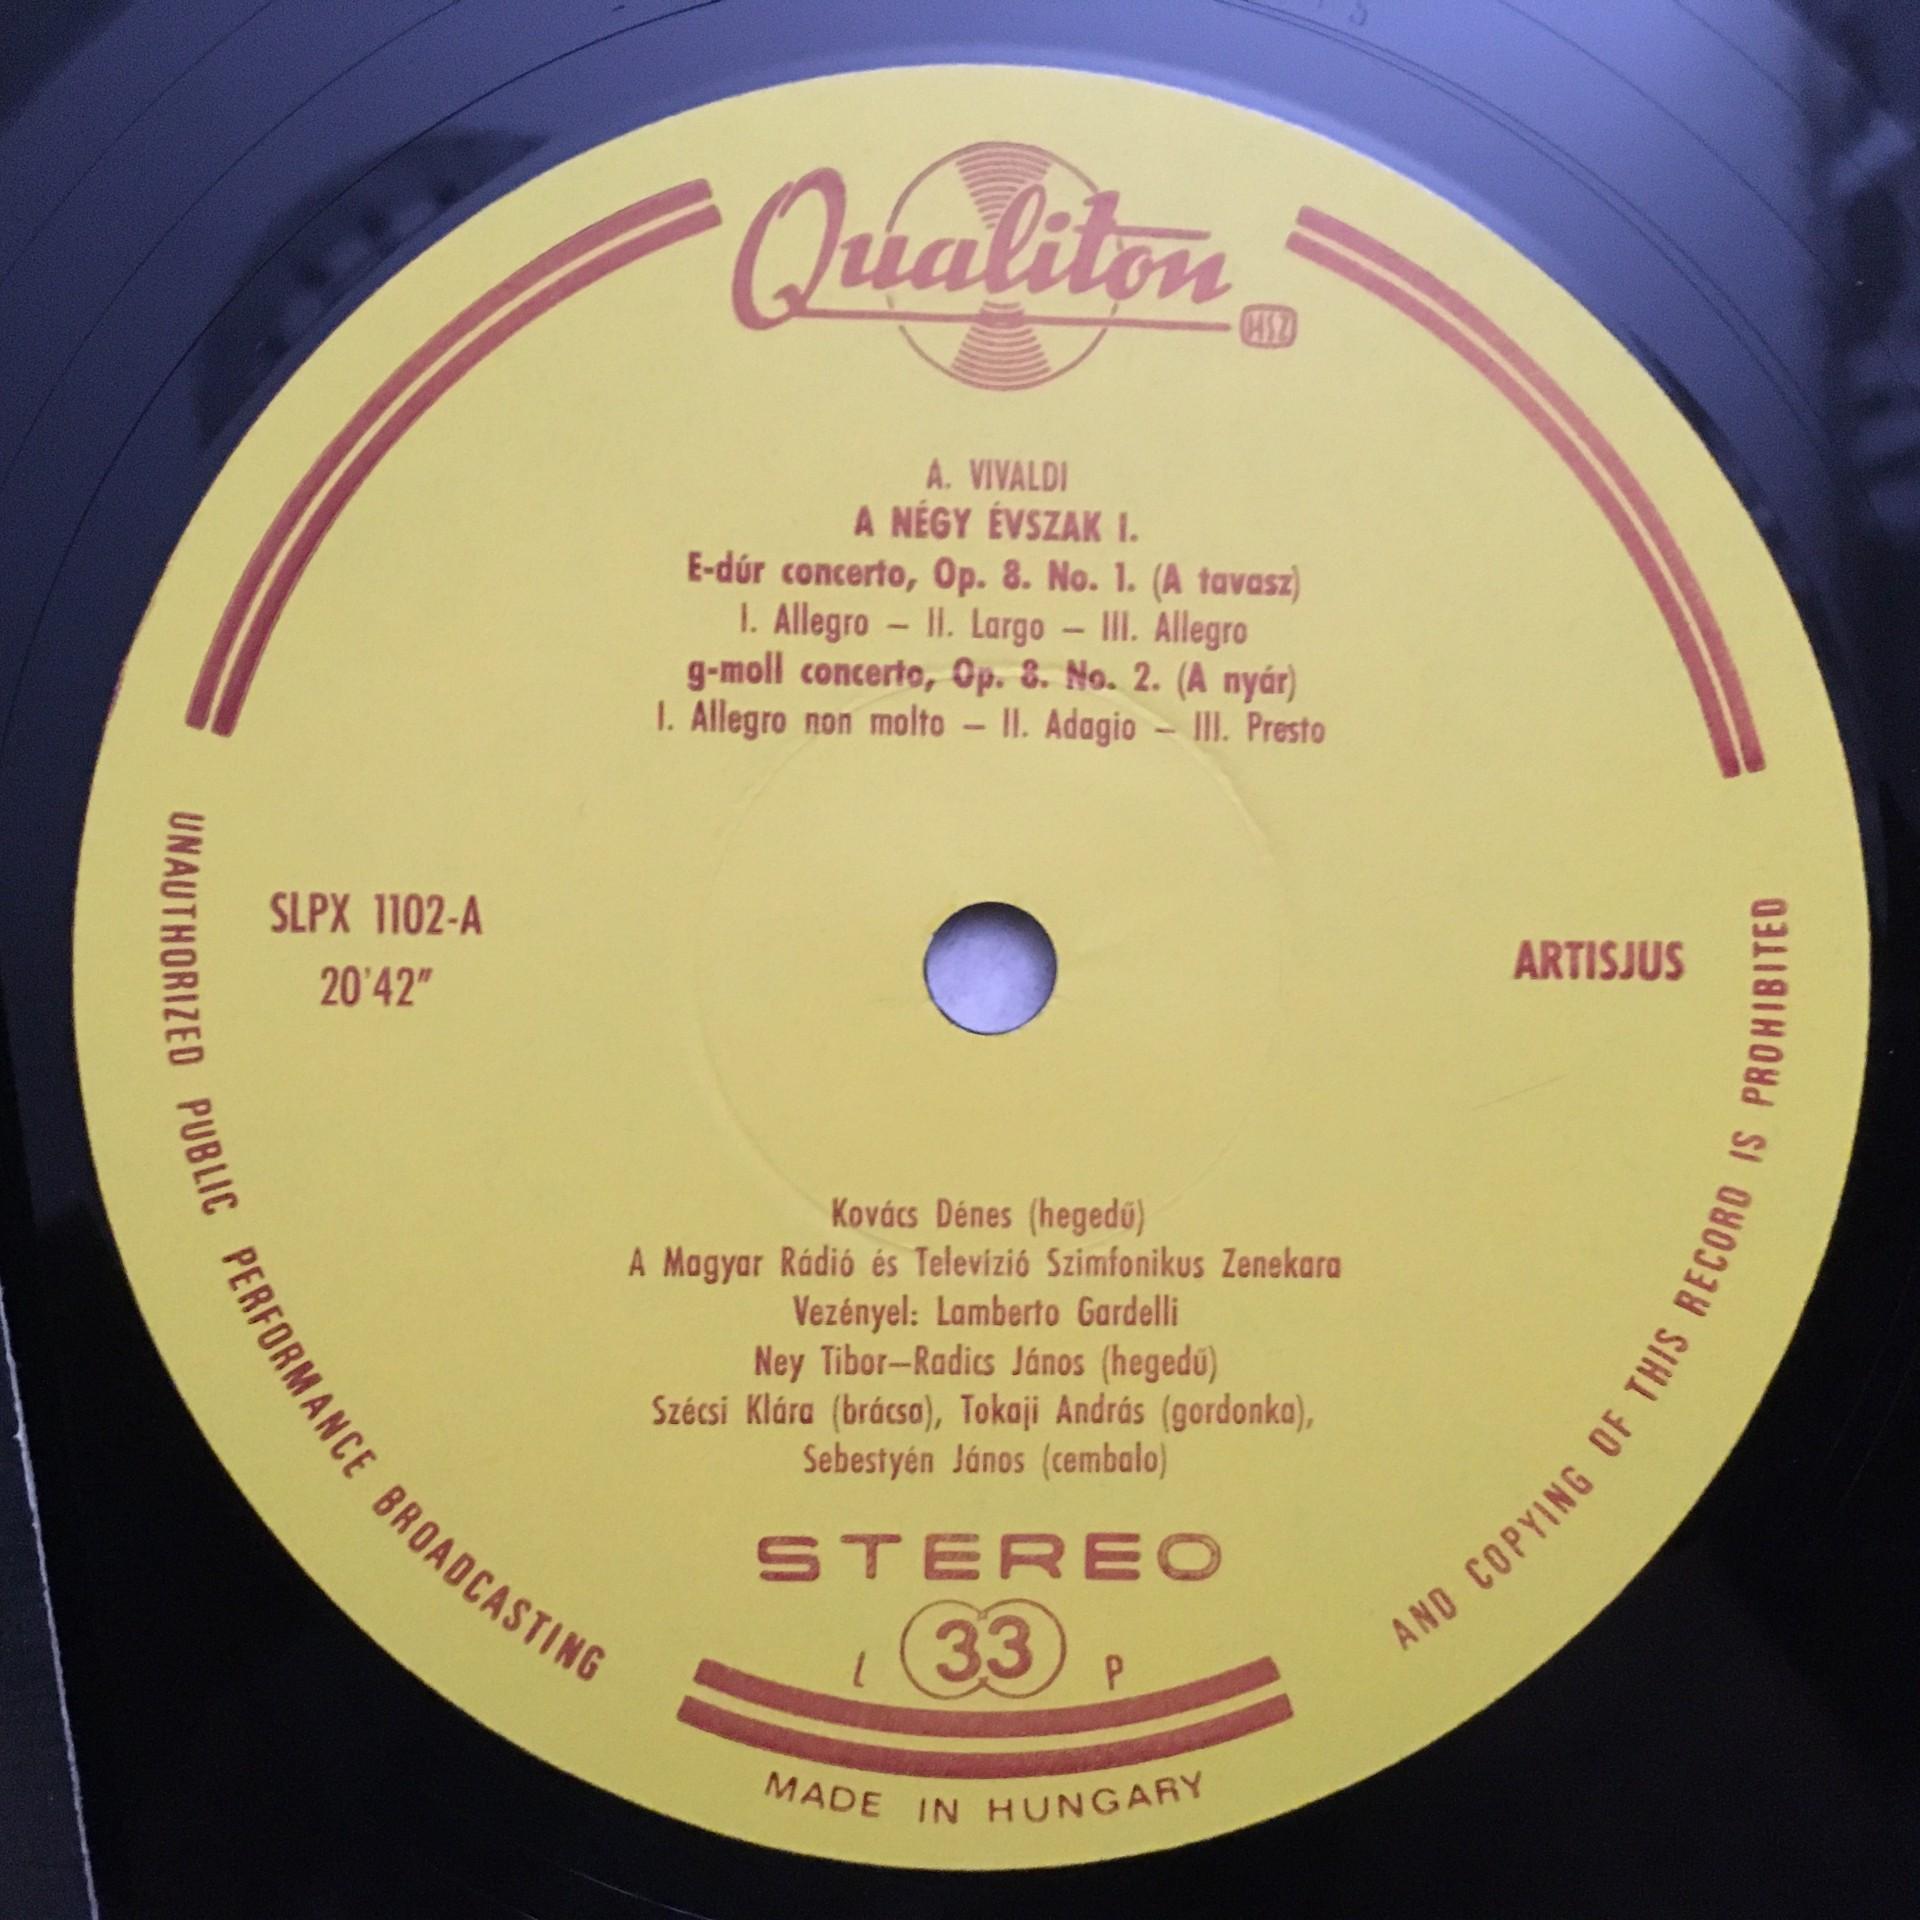 Qualiton
MSZ
A. VIVALDI
A NÉGY ÉVSZAK I.
E-dúr concerto, Op. 8. No. 1. (A tavasz)
I. Allegro – II. Largo – III. Allegro
g-moll concerto, Op. 8. No. 2. (A nyár)
I. Allegro non molto – II. Adagio – III. Presto
SLPX 1102-A
20'42"
ARTISJUS
Kovács Dénes (hegedű)
A Magyar Rádió és Televízió Szimfonikus Zenekara
Vezényel: Lamberto Gardelli
Ney Tibor–Radics János (hegedű)
Szécsi Klára (brácsa), Tokaji András (gordonka),
Sebestyén János (cembalo)
STEREO
L 33 P
UNAUTHORIZED PUBLIC PERFORMANCE BROADCASTING AND COPYING OF THIS RECORD IS PROHIBITED
MADE IN HUNGARY